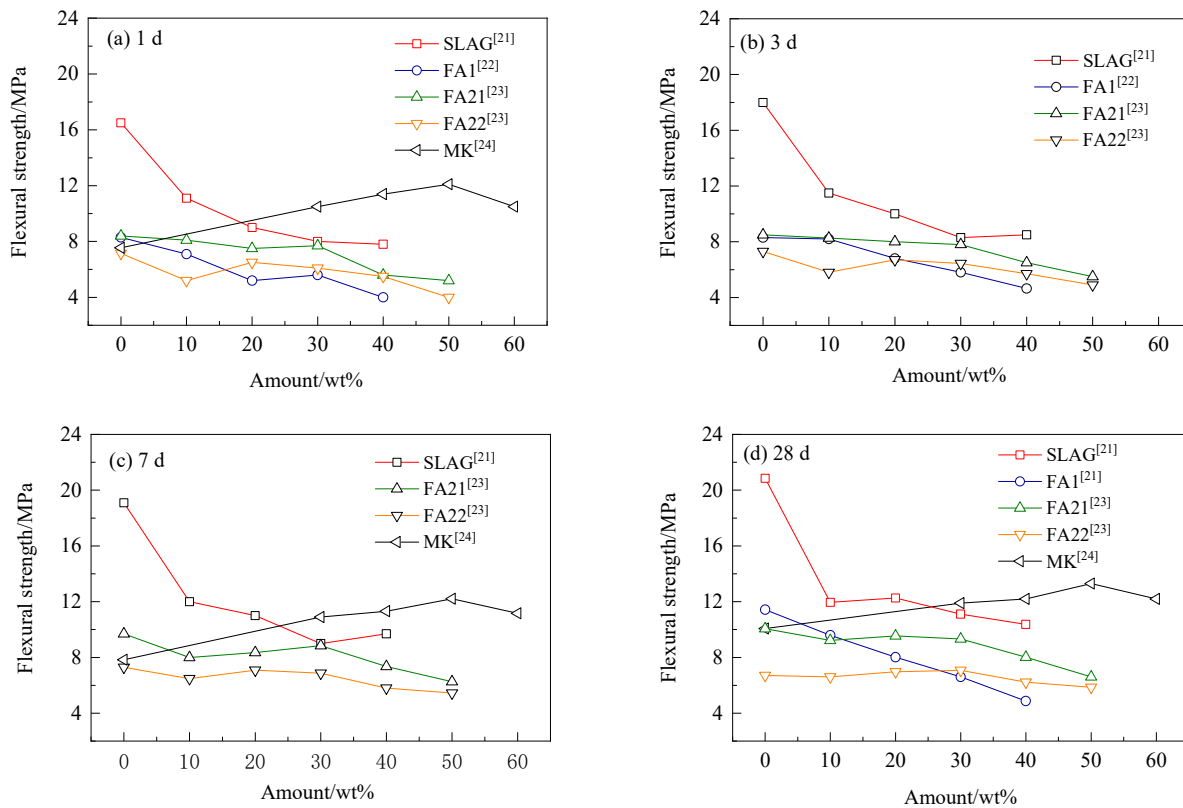 (a) 1 d
SLAG[21]
FA1[22]
FA21[23]
FA22[23]
MK[24]
24
20
16
12
8
4
Flexural strength/MPa
0 10 20 30 40 50 60
Amount/wt%
(b) 3 d
SLAG[21]
FA1[22]
FA21[23]
FA22[23]
24
20
16
12
8
4
Flexural strength/MPa
0 10 20 30 40 50 60
Amount/wt%
(c) 7 d
SLAG[21]
FA21[23]
FA22[23]
MK[24]
24
20
16
12
8
4
Flexural strength/MPa
0 10 20 30 40 50 60
Amount/wt%
(d) 28 d
SLAG[21]
FA1[21]
FA21[23]
FA22[23]
MK[24]
24
20
16
12
8
4
Flexural strength/MPa
0 10 20 30 40 50 60
Amount/wt%